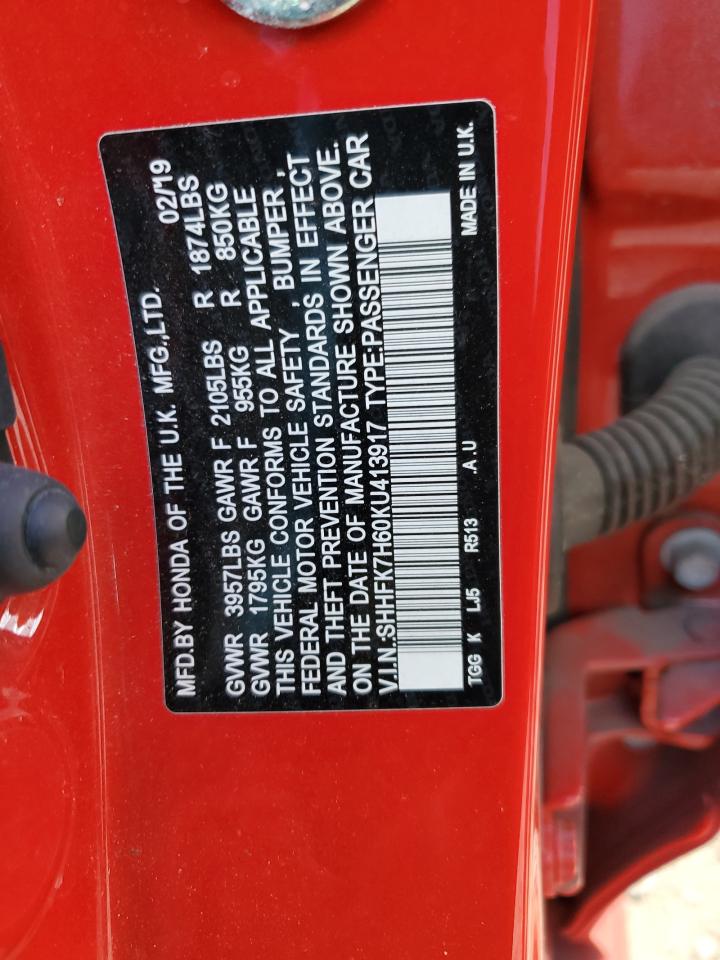 MFD.BY HONDA OF THE U.K. MFG.,LTD. 02/19
GVWR 3957LBS GAWR F 2105LBS R 1874LBS
GVWR 1795KG GAWR F 955KG R 850KG
THIS VEHICLE CONFORMS TO ALL APPLICABLE
FEDERAL MOTOR VEHICLE SAFETY , BUMPER ,
AND THEFT PREVENTION STANDARDS IN EFFECT
ON THE DATE OF MANUFACTURE SHOWN ABOVE.
V.I.N.:SHHFK7H60KU413917 TYPE:PASSENGER CAR
TGG K LJ5 R513 .A .U MADE IN U.K.